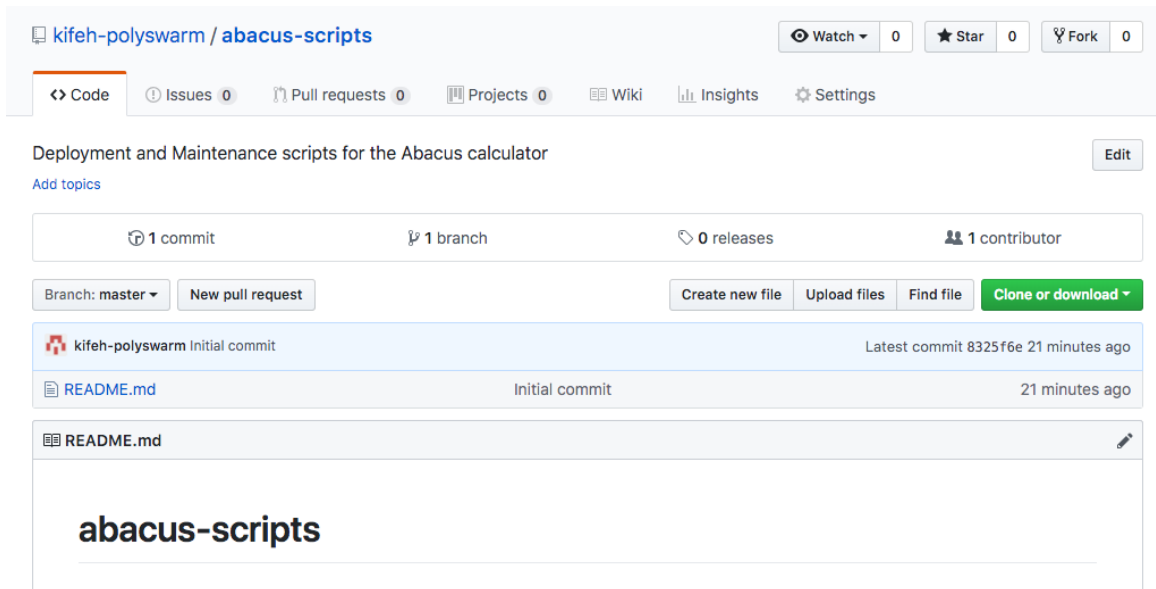 kifeh-polyswarm / abacus-scripts
Watch 0 Star 0 Fork 0
Code Issues 0 Pull requests 0 Projects 0 Wiki Insights Settings
Deployment and Maintenance scripts for the Abacus calculator Edit
Add topics
1 commit 1 branch 0 releases 1 contributor
Branch: master New pull request Create new file Upload files Find file Clone or download
kifeh-polyswarm Initial commit Latest commit 8325f6e 21 minutes ago
README.md Initial commit 21 minutes ago
README.md
abacus-scripts